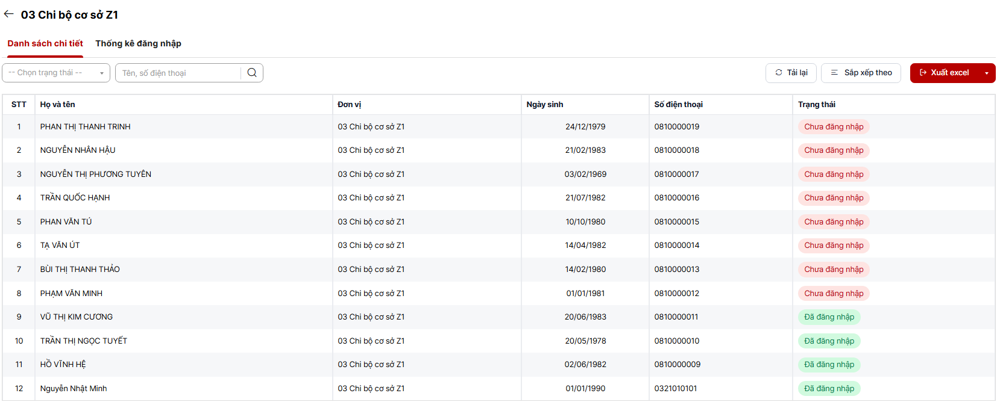 03 Chi bộ cơ sở Z1
Danh sách chi tiết Thống kê đăng nhập
-- Chọn trạng thái -- Tên, số điện thoại Tải lại Sắp xếp theo Xuất excel
STT Họ và tên Đơn vị Ngày sinh Số điện thoại Trạng thái
1 PHAN THỊ THANH TRINH 03 Chi bộ cơ sở Z1 24/12/1979 0810000019 Chưa đăng nhập
2 NGUYỄN NHÂN HẬU 03 Chi bộ cơ sở Z1 21/02/1983 0810000018 Chưa đăng nhập
3 NGUYỄN THỊ PHƯƠNG TUYÊN 03 Chi bộ cơ sở Z1 03/02/1969 0810000017 Chưa đăng nhập
4 TRẦN QUỐC HẠNH 03 Chi bộ cơ sở Z1 21/07/1982 0810000016 Chưa đăng nhập
5 PHAN VĂN TÚ 03 Chi bộ cơ sở Z1 10/10/1980 0810000015 Chưa đăng nhập
6 TẠ VĂN ÚT 03 Chi bộ cơ sở Z1 14/04/1982 0810000014 Chưa đăng nhập
7 BÙI THỊ THANH THẢO 03 Chi bộ cơ sở Z1 14/02/1980 0810000013 Chưa đăng nhập
8 PHẠM VĂN MINH 03 Chi bộ cơ sở Z1 01/01/1981 0810000012 Chưa đăng nhập
9 VŨ THỊ KIM CƯƠNG 03 Chi bộ cơ sở Z1 20/06/1983 0810000011 Đã đăng nhập
10 TRẦN THỊ NGỌC TUYẾT 03 Chi bộ cơ sở Z1 20/05/1978 0810000010 Đã đăng nhập
11 HỒ VĨNH HỆ 03 Chi bộ cơ sở Z1 02/06/1982 0810000009 Đã đăng nhập
12 Nguyễn Nhật Minh 03 Chi bộ cơ sở Z1 01/01/1990 0321010101 Đã đăng nhập